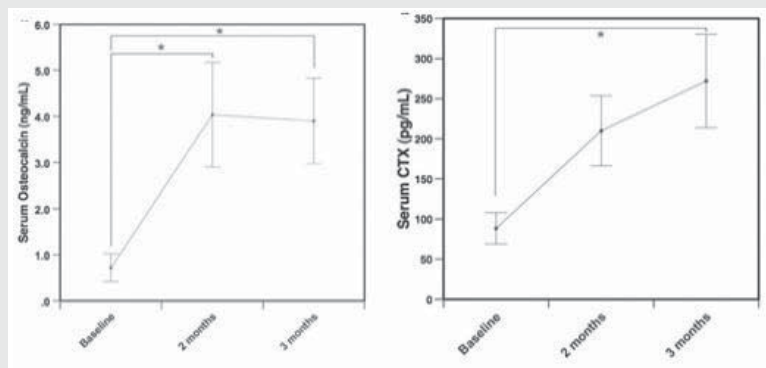 Serum Osteocalcin (ng/mL)
6.0
5.0
4.0
3.0
2.0
1.0
.0
*
*
Baseline
2 months
3 months
Serum CTX (pg/mL)
350
300
250
200
150
100
50
0
*
Baseline
2 months
3 months